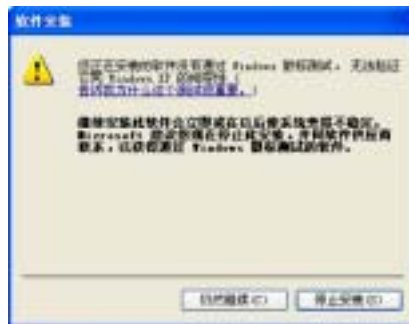 软件安装
您正在安装的软件没有通过 Windows 徽标测试，无法验证
它同 Windows XP 的相容性。(
告诉我为什么这个测试很重要。)
继续安装此软件会立即或在以后使系统变得不稳定。
Microsoft 建议您现在停止此安装，并同软件供应商
联系，以获得通过 Windows 徽标测试的软件。
仍然继续(C)
停止安装(S)